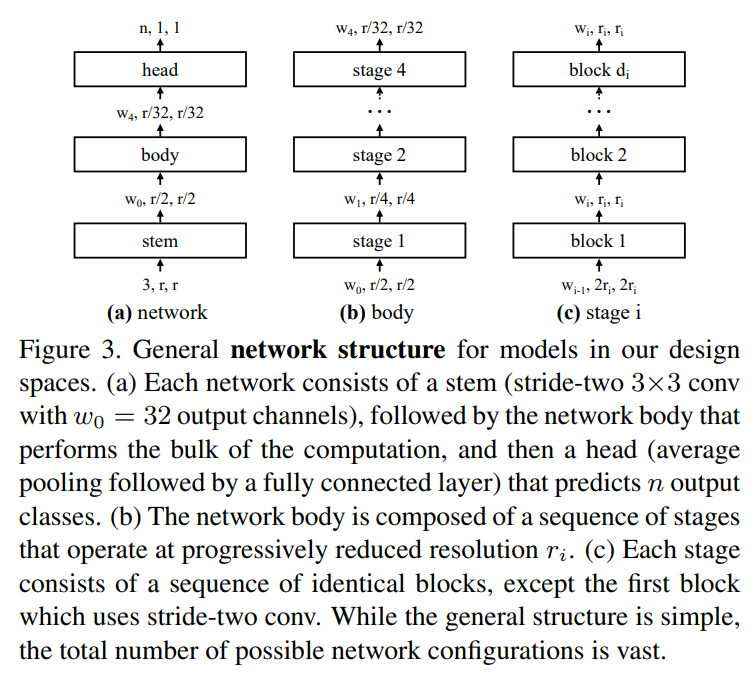 n, 1, 1
head
w4, r/32, r/32
body
w0, r/2, r/2
stem
3, r, r
(a) network
w4, r/32, r/32
stage 4
...
stage 2
w1, r/4, r/4
stage 1
w0, r/2, r/2
(b) body
wi, ri, ri
block di
...
block 2
wi, ri, ri
block 1
wi-1, 2ri, 2ri
(c) stage i
Figure 3. General network structure for models in our design
spaces. (a) Each network consists of a stem (stride-two 3×3 conv
with w0 = 32 output channels), followed by the network body that
performs the bulk of the computation, and then a head (average
pooling followed by a fully connected layer) that predicts n output
classes. (b) The network body is composed of a sequence of stages
that operate at progressively reduced resolution ri. (c) Each stage
consists of a sequence of identical blocks, except the first block
which uses stride-two conv. While the general structure is simple,
the total number of possible network configurations is vast.